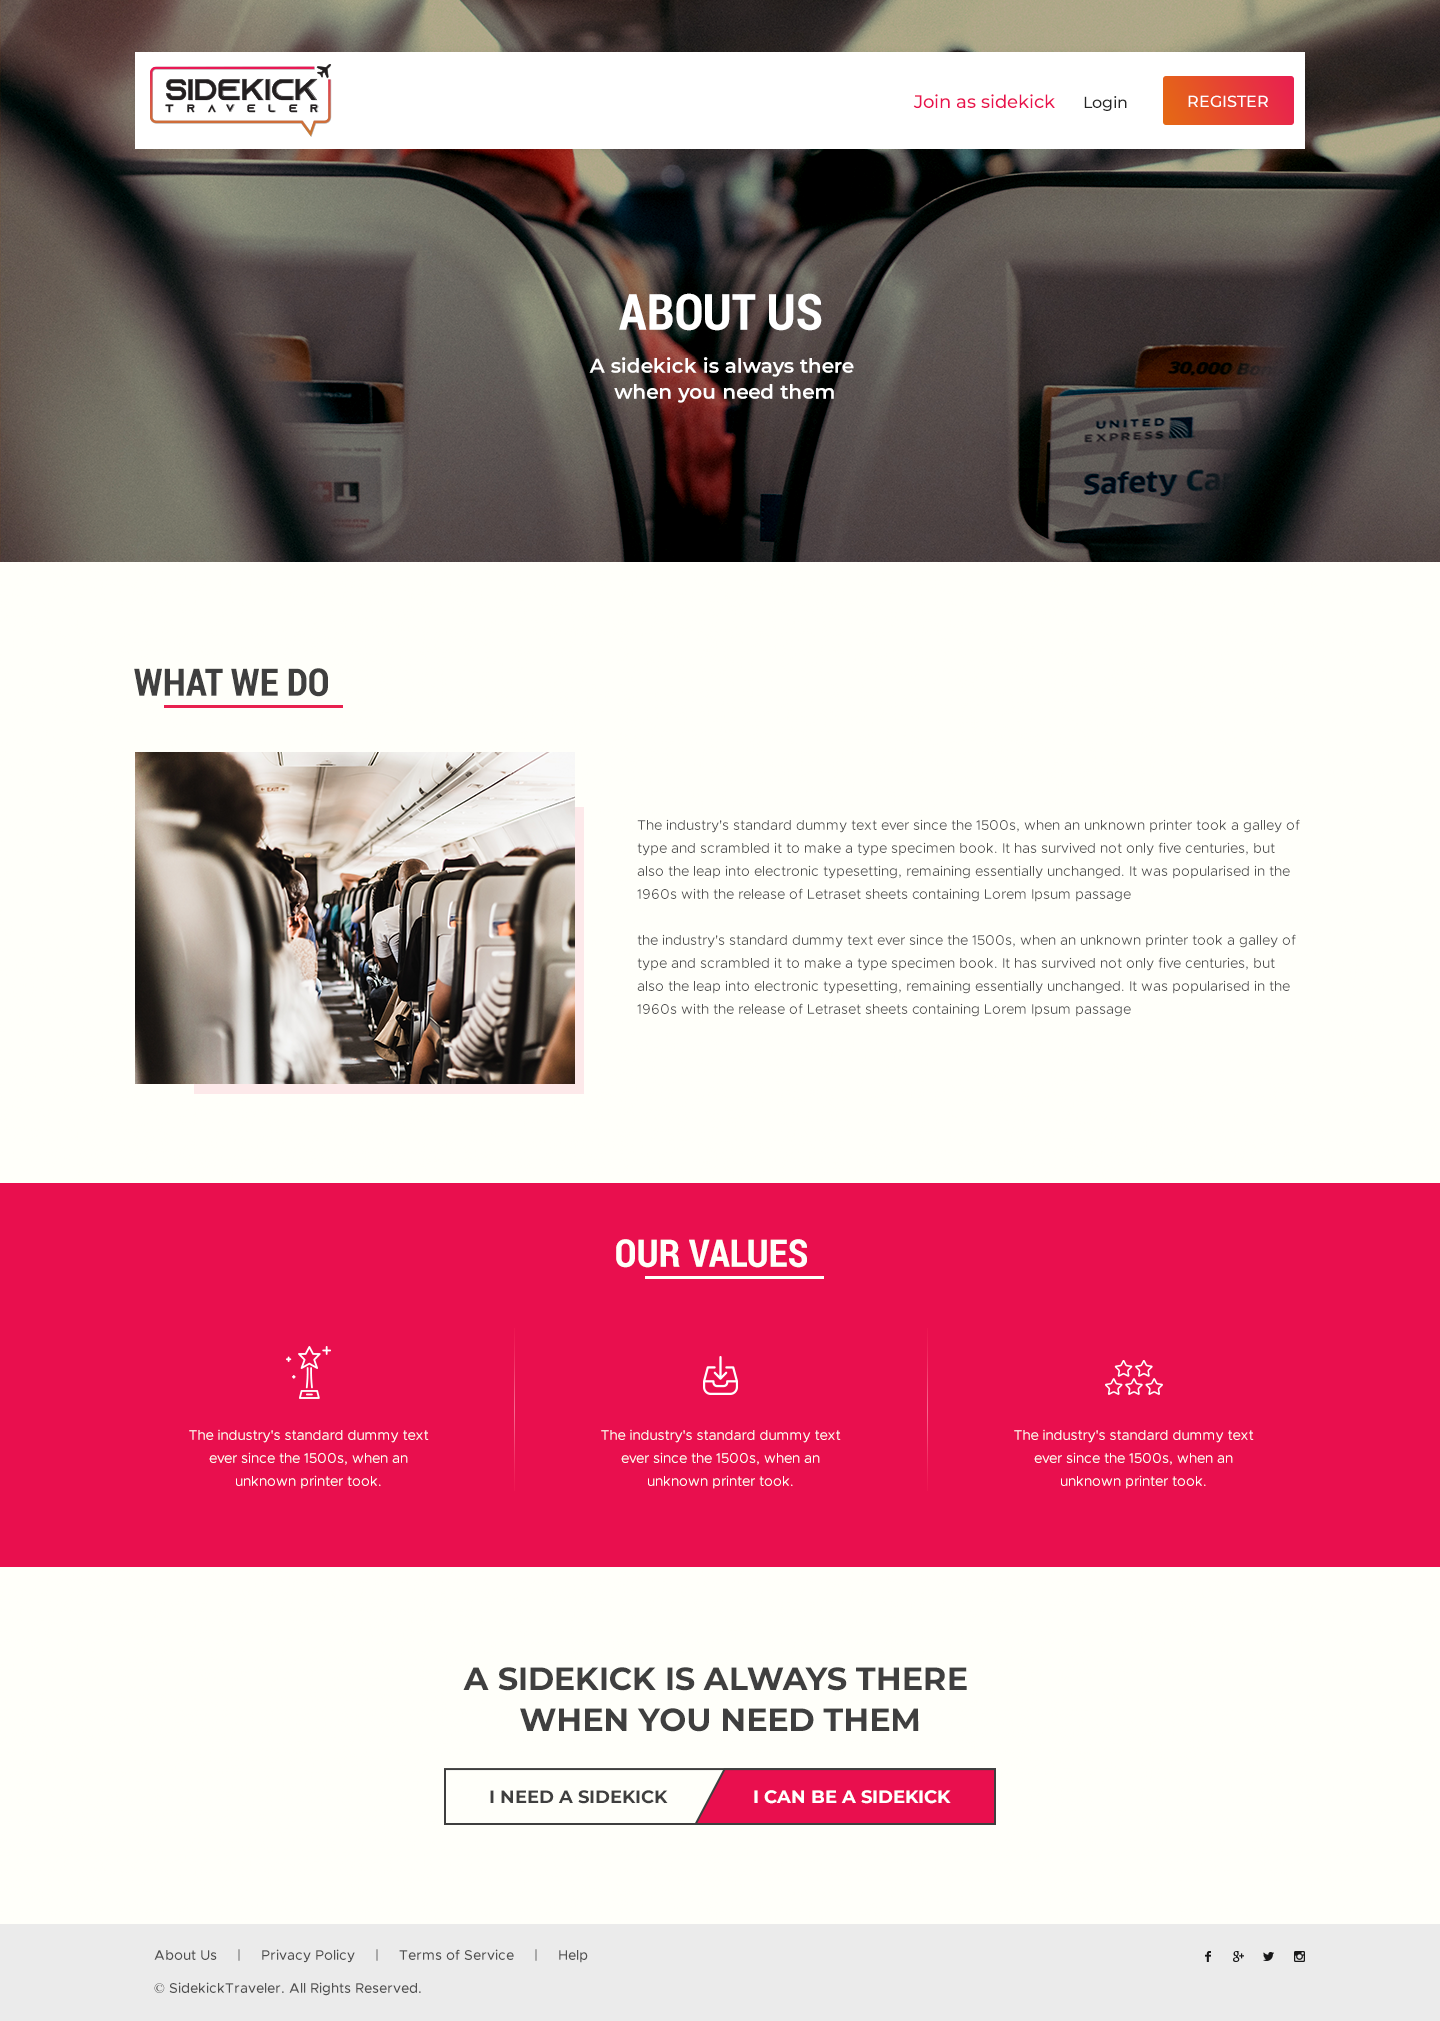 SIDEKICK
TRAVELER
Join as sidekick
Login
REGISTER
ABOUT US
A sidekick is always there
when you need them
30,000
UNITED
EXPRESS
Safety
WHAT WE DO
EXIT
The industry's standard dummy text ever since the 1500s, when an unknown printer took a galley of
type and scrambled it to make a type specimen book. It has survived not only five centuries, but
also the leap into electronic typesetting, remaining essentially unchanged. It was popularised in the
1960s with the release of Letraset sheets containing Lorem Ipsum passage
the industry's standard dummy text ever since the 1500s, when an unknown printer took a galley of
type and scrambled it to make a type specimen book. It has survived not only five centuries, but
also the leap into electronic typesetting, remaining essentially unchanged. It was popularised in the
1960s with the release of Letraset sheets containing Lorem Ipsum passage
OUR VALUES
The industry's standard dummy text
ever since the 1500s, when an
unknown printer took.
The industry's standard dummy text
ever since the 1500s, when an
unknown printer took.
The industry's standard dummy text
ever since the 1500s, when an
unknown printer took.
A SIDEKICK IS ALWAYS THERE
WHEN YOU NEED THEM
I NEED A SIDEKICK
I CAN BE A SIDEKICK
About Us | Privacy Policy | Terms of Service | Help
© SidekickTraveler. All Rights Reserved.